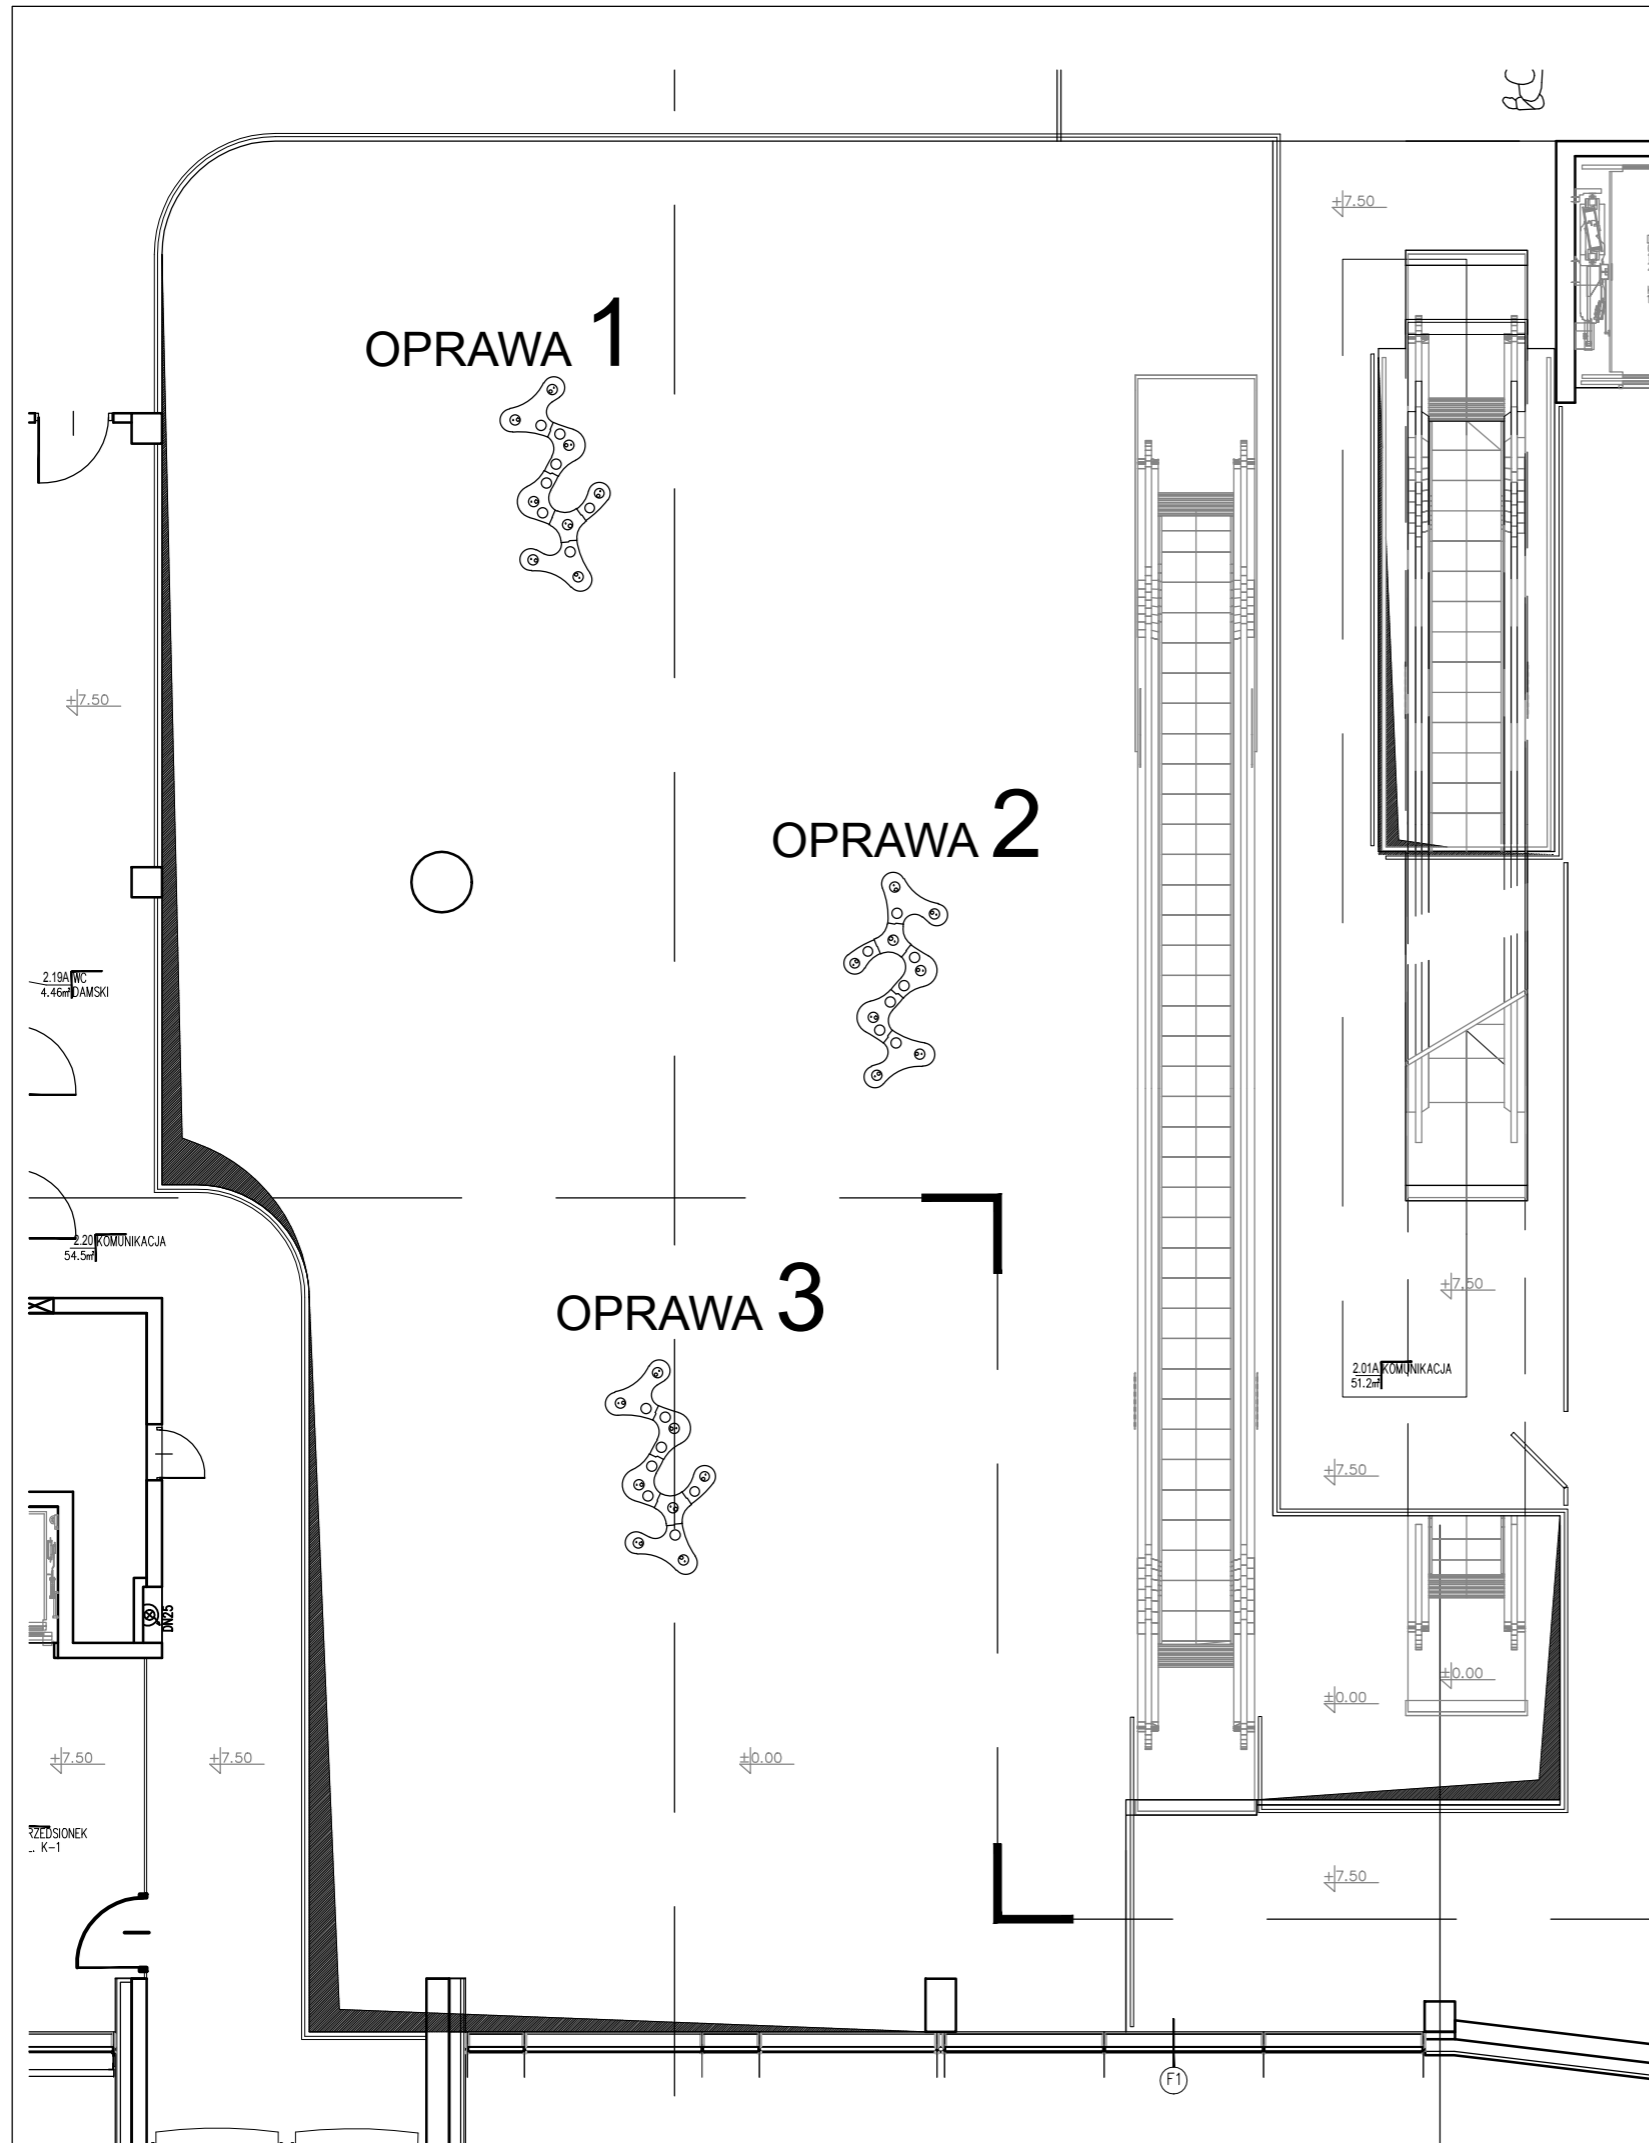 +7.50
OPRAWA 1
+7.50
OPRAWA 2
2.19A WC
4.46m² DAMSKI
2.20 KOMUNIKACJA
54.5m²
OPRAWA 3
+7.50
2.01A KOMUNIKACJA
51.2m²
+7.50
DN25
±0.00
±0.00
+7.50
+7.50
±0.00
RZEDSIONEK
K-1
+7.50
F1